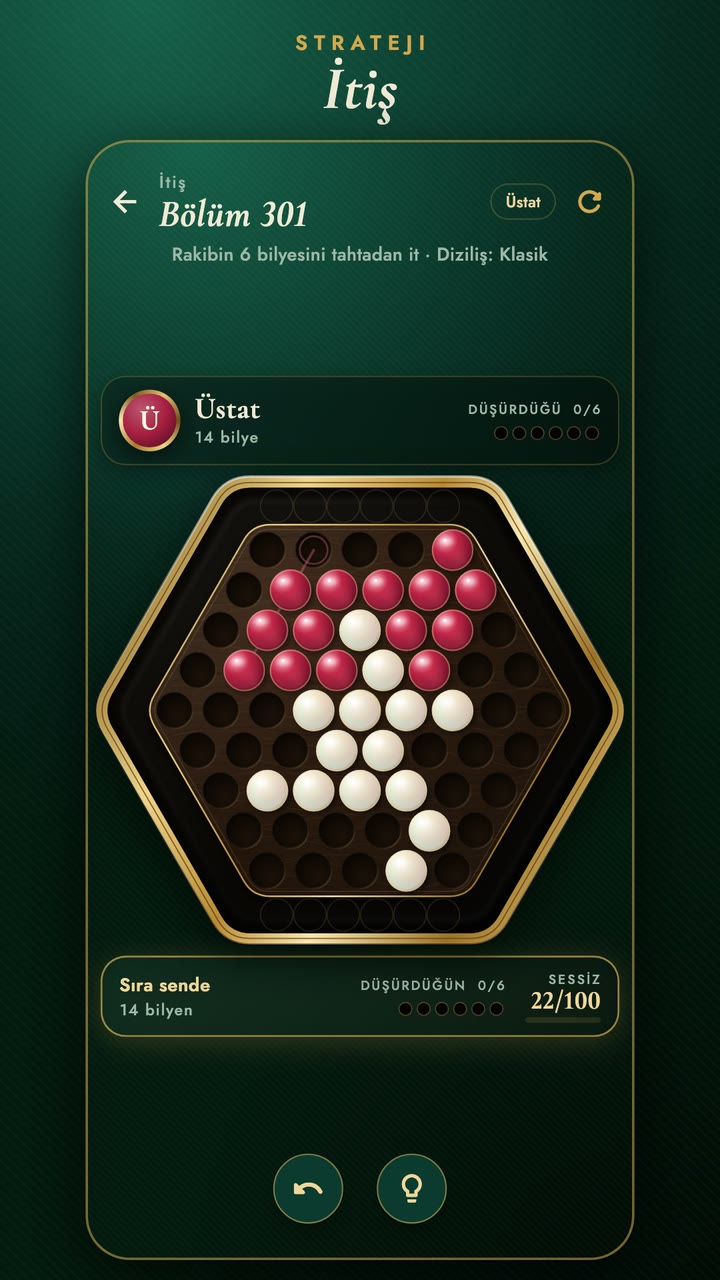 STRATEJI
İtiş
İtiş
Bölüm 301
Üstat
Rakibin 6 bilyesini tahtadan it · Diziliş: Klasik
Ü
Üstat
14 bilye
DÜŞÜRDÜĞÜ 0/6
Sıra sende
14 bilyen
DÜŞÜRDÜĞÜN 0/6
SESSİZ
22/100